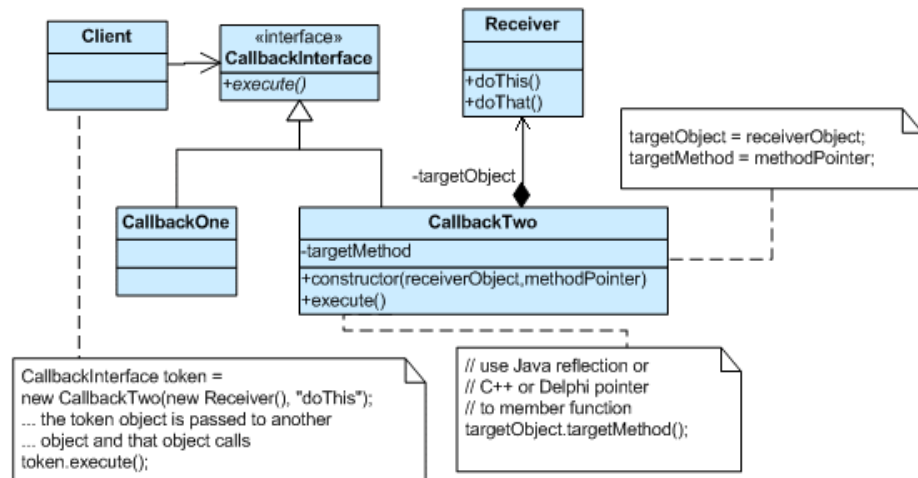 Client
«interface»
CallbackInterface
+execute()
Receiver
+doThis()
+doThat()
targetObject = receiverObject;
targetMethod = methodPointer;
-targetObject
CallbackOne
CallbackTwo
-targetMethod
+constructor(receiverObject,methodPointer)
+execute()
CallbackInterface token =
new CallbackTwo(new Receiver(), "doThis");
... the token object is passed to another
... object and that object calls
token.execute();
// use Java reflection or
// C++ or Delphi pointer
// to member function
targetObject.targetMethod();